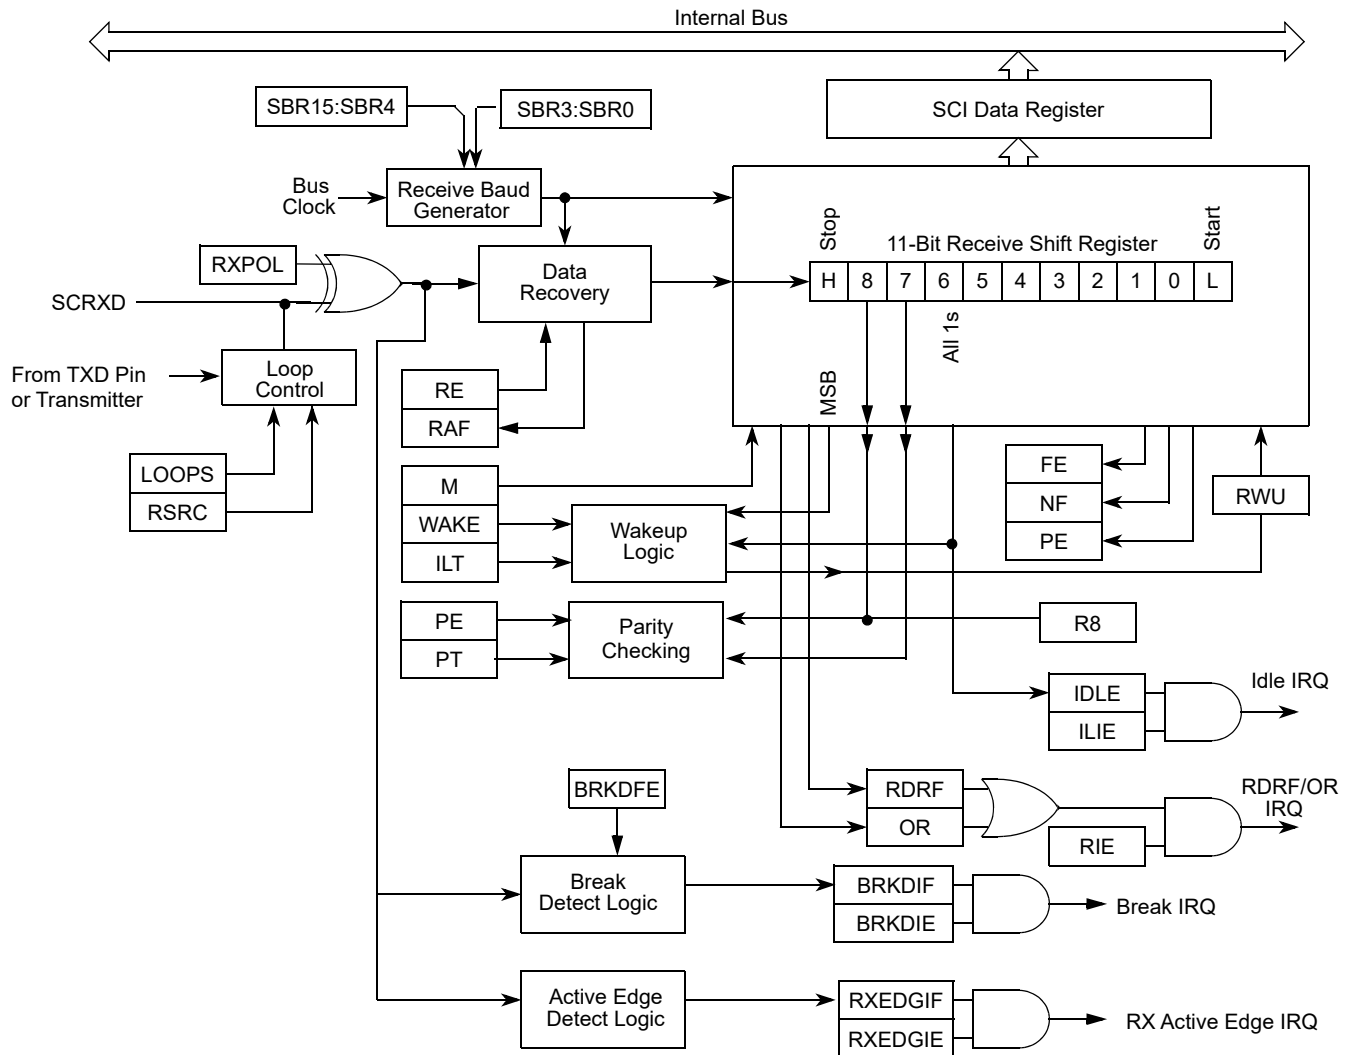 Internal Bus
SBR15:SBR4
SBR3:SBR0
SCI Data Register
Bus
Clock
Receive Baud
Generator
Stop
11-Bit Receive Shift Register
Start
RXPOL
Data
Recovery
H 8 7 6 5 4 3 2 1 0 L
SCRXD
All 1s
From TXD Pin
or Transmitter
Loop
Control
RE
RAF
MSB
LOOPS
RSRC
M
WAKE
ILT
Wakeup
Logic
FE
NF
PE
RWU
PE
PT
Parity
Checking
R8
IDLE
ILIE
Idle IRQ
BRKDFE
RDRF
OR
RIE
RDRF/OR
IRQ
Break
Detect Logic
BRKDIF
BRKDIE
Break IRQ
Active Edge
Detect Logic
RXEDGIF
RXEDGIE
RX Active Edge IRQ